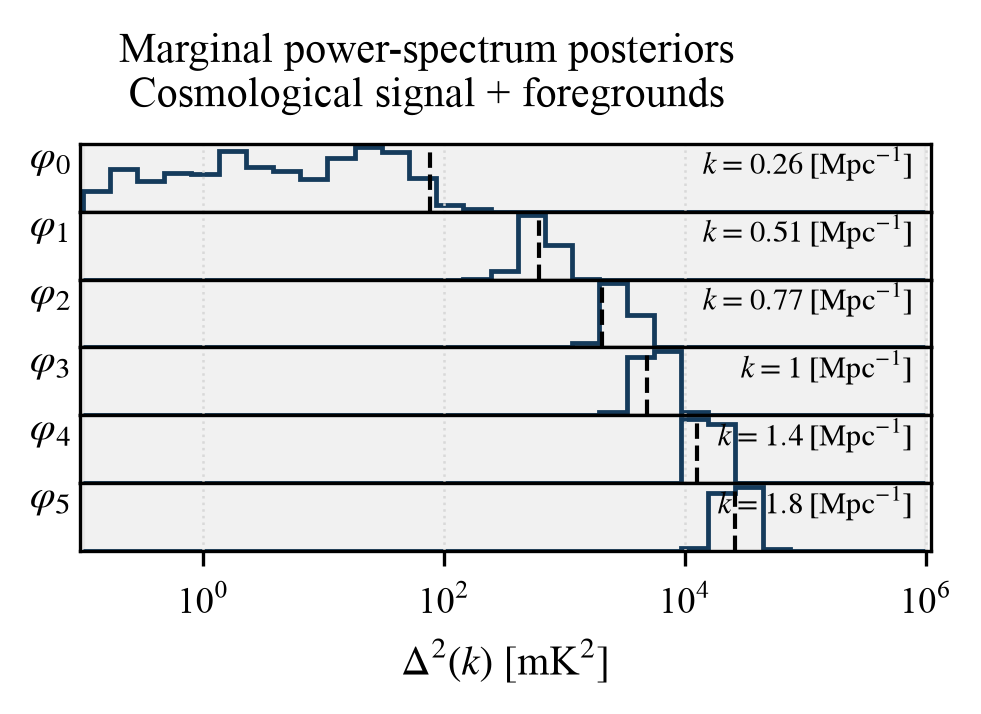 Marginal power-spectrum posteriors
Cosmological signal + foregrounds
φ₀ k = 0.26 [Mpc⁻¹]
φ₁ k = 0.51 [Mpc⁻¹]
φ₂ k = 0.77 [Mpc⁻¹]
φ₃ k = 1 [Mpc⁻¹]
φ₄ k = 1.4 [Mpc⁻¹]
φ₅ k = 1.8 [Mpc⁻¹]
10⁰ 10² 10⁴ 10⁶
Δ²(k) [mK²]